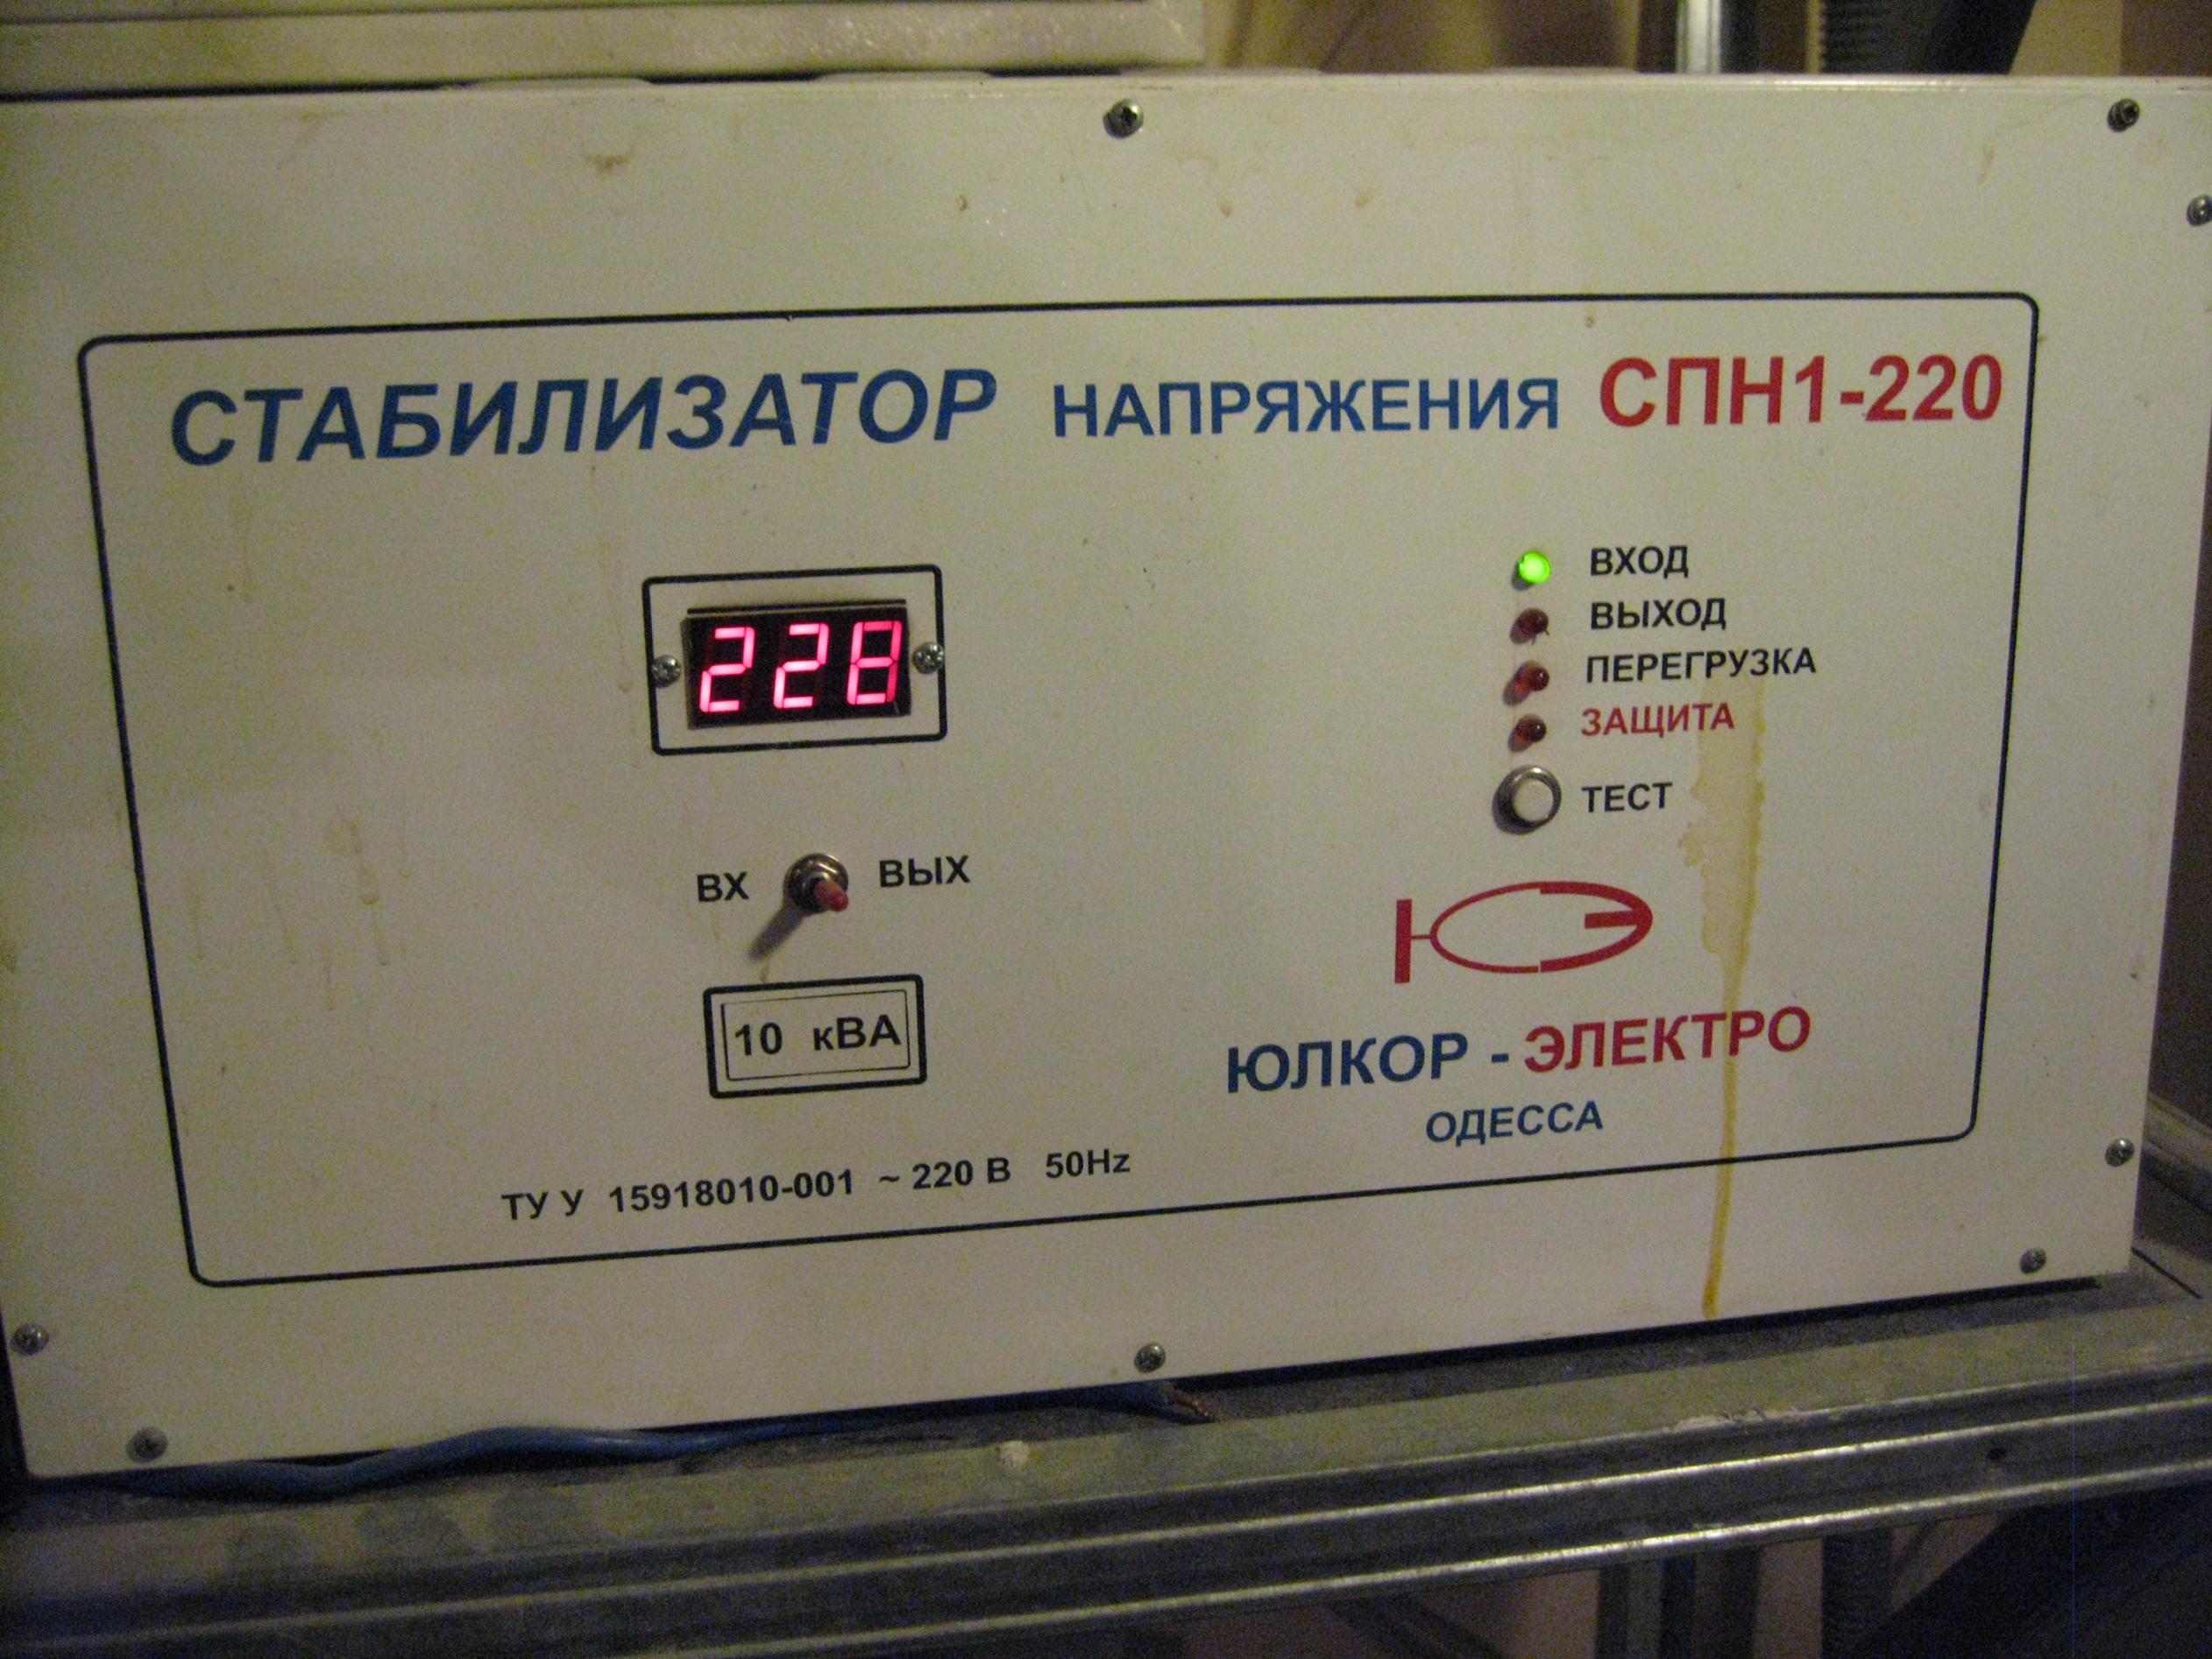 СТАБИЛИЗАТОР НАПРЯЖЕНИЯ СПН1-220
228
ВХОД
ВЫХОД
ПЕРЕГРУЗКА
ЗАЩИТА
ТЕСТ
ВХ ВЫХ
10 кВА
ЮЭ
ЮЛКОР - ЭЛЕКТРО
ОДЕССА
ТУ У 15918010-001 ~ 220 В 50Hz